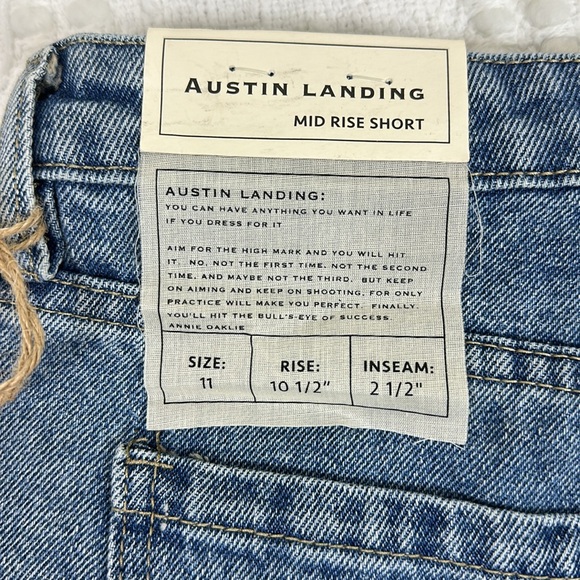 AUSTIN LANDING
MID RISE SHORT
AUSTIN LANDING:
YOU CAN HAVE ANYTHING YOU WANT IN LIFE
IF YOU DRESS FOR IT
AIM FOR THE HIGH MARK AND YOU WILL HIT
IT. NO, NOT THE FIRST TIME, NOT THE SECOND
TIME, AND MAYBE NOT THE THIRD. BUT KEEP
ON AIMING AND KEEP ON SHOOTING, FOR ONLY
PRACTICE WILL MAKE YOU PERFECT. FINALLY,
YOU'LL HIT THE BULL'S-EYE OF SUCCESS.
ANNIE OAKLIE
SIZE: RISE: INSEAM:
11 10 1/2" 2 1/2"